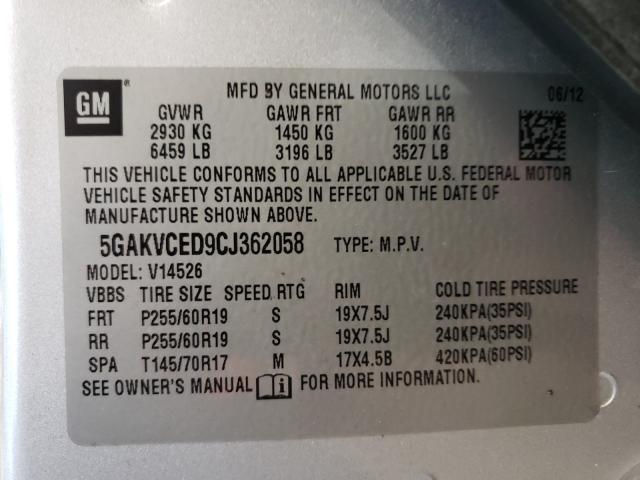 GM ®
MFD BY GENERAL MOTORS LLC 06/12
GVWR GAWR FRT GAWR RR
2930 KG 1450 KG 1600 KG
6459 LB 3196 LB 3527 LB
THIS VEHICLE CONFORMS TO ALL APPLICABLE U.S. FEDERAL MOTOR
VEHICLE SAFETY STANDARDS IN EFFECT ON THE DATE OF
MANUFACTURE SHOWN ABOVE.
5GAKVCED9CJ362058 TYPE: M.P.V.
MODEL: V14526
VBBS TIRE SIZE SPEED RTG RIM COLD TIRE PRESSURE
FRT P255/60R19 S 19X7.5J 240KPA(35PSI)
RR P255/60R19 S 19X7.5J 240KPA(35PSI)
SPA T145/70R17 M 17X4.5B 420KPA(60PSI)
SEE OWNER'S MANUAL i FOR MORE INFORMATION.